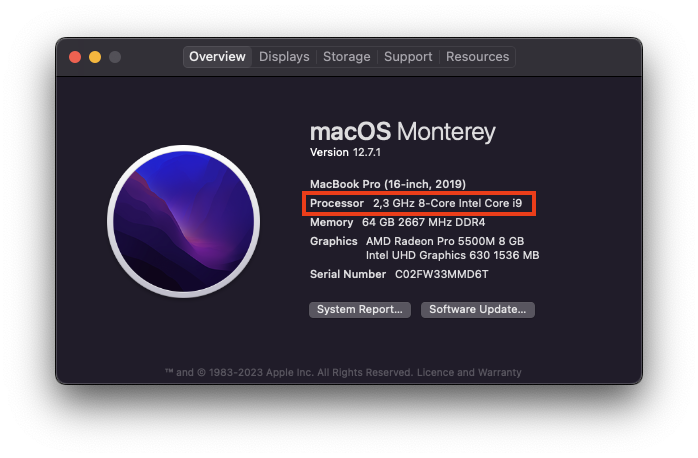 Overview Displays Storage Support Resources
macOS Monterey
Version 12.7.1
MacBook Pro (16-inch, 2019)
Processor 2,3 GHz 8-Core Intel Core i9
Memory 64 GB 2667 MHz DDR4
Graphics AMD Radeon Pro 5500M 8 GB
Intel UHD Graphics 630 1536 MB
Serial Number C02FW33MMD6T
System Report... Software Update...
™ and © 1983-2023 Apple Inc. All Rights Reserved. Licence and Warranty